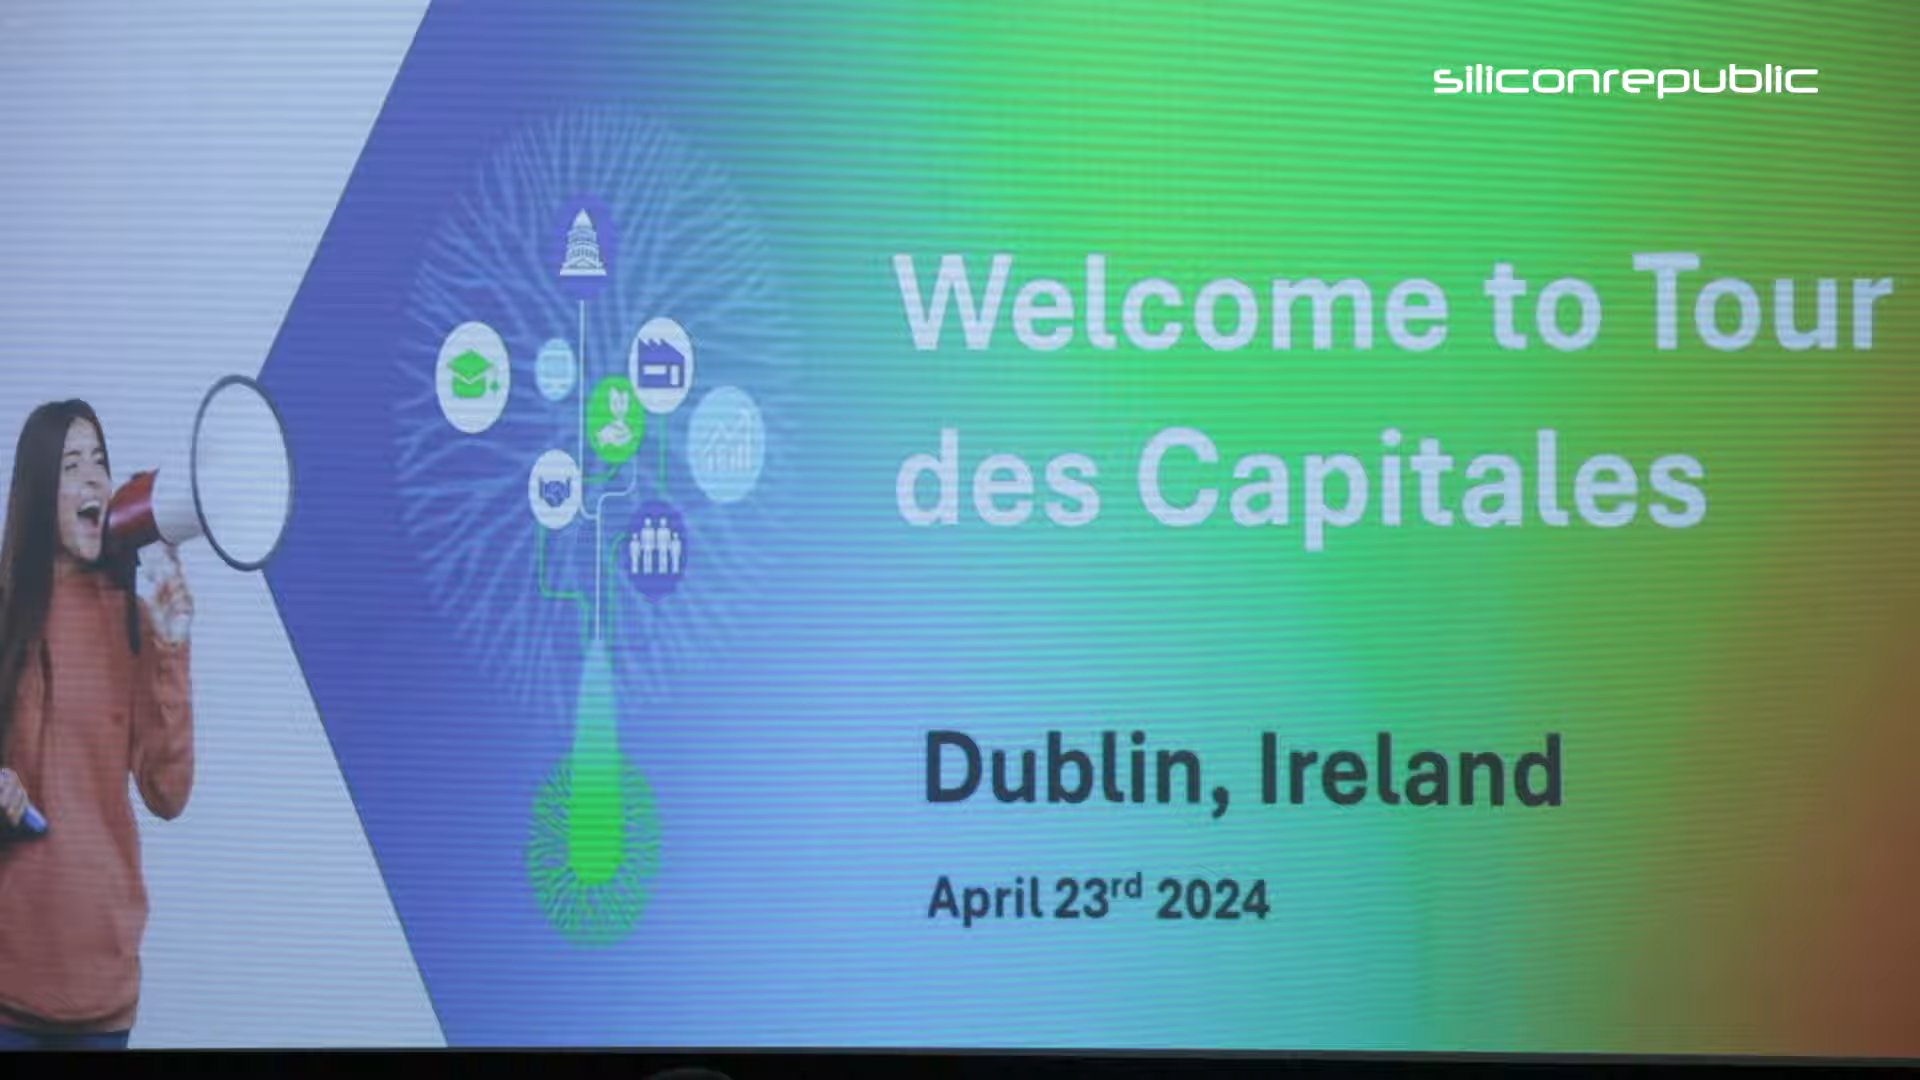 siliconrepublic
Welcome to Tour
des Capitales
Dublin, Ireland
April 23rd 2024